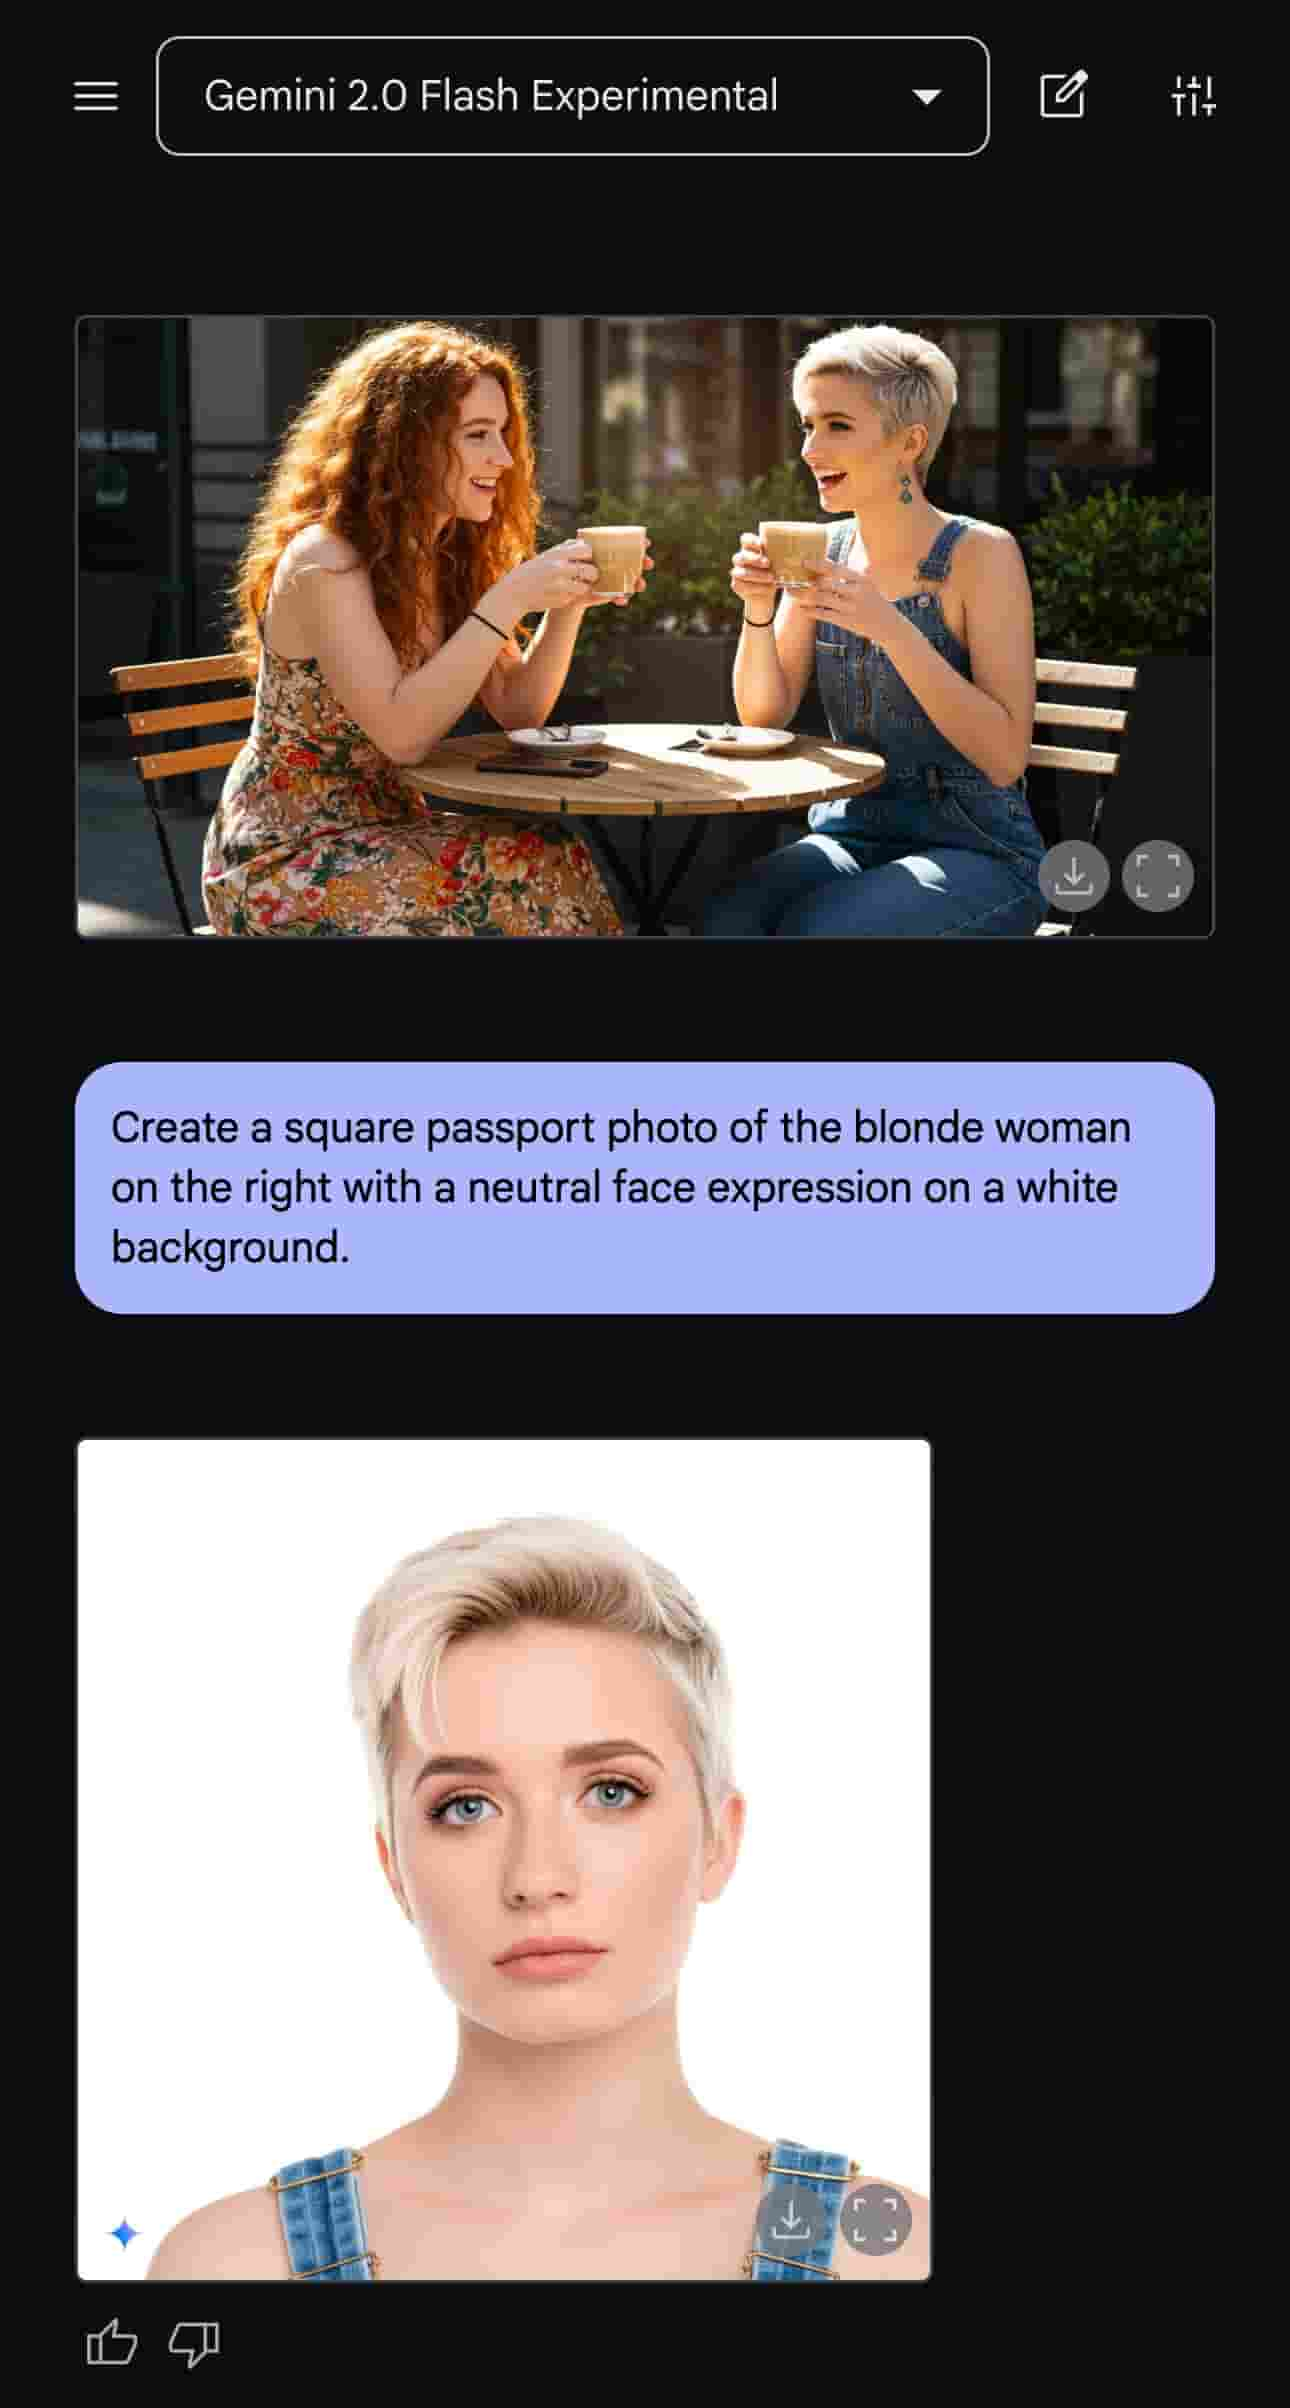 Gemini 2.0 Flash Experimental
Create a square passport photo of the blonde woman
on the right with a neutral face expression on a white
background.